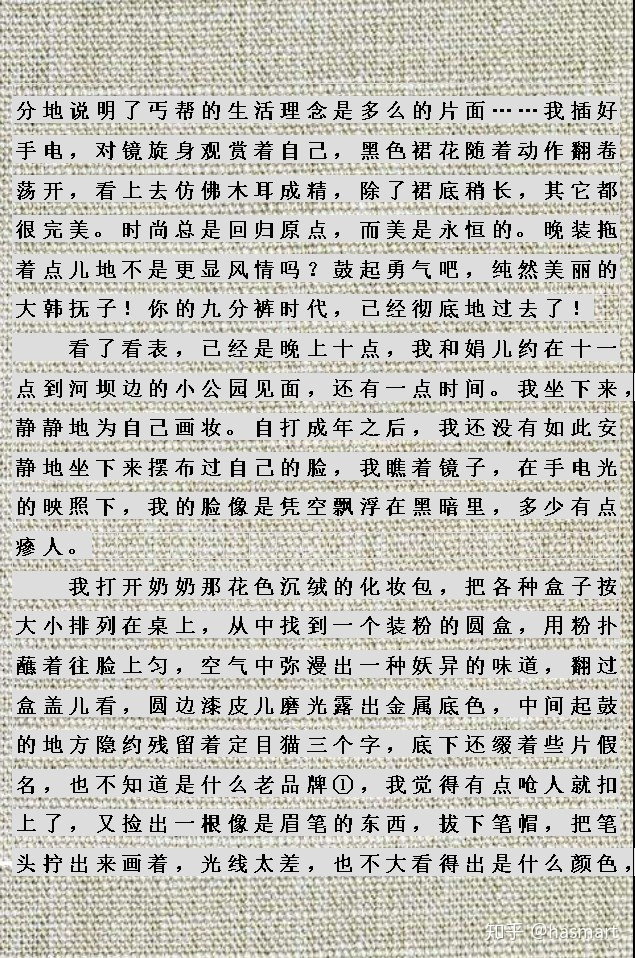 分地说明了丐帮的生活理念是多么的片面……我插好
手电，对镜旋身观赏着自己，黑色裙花随着动作翻卷
荡开，看上去仿佛木耳成精，除了裙底稍长，其它都
很完美。时尚总是回归原点，而美是永恒的。晚装拖
着点儿地不是更显风情吗？鼓起勇气吧，纯然美丽的
大韩抚子！你的九分裤时代，已经彻底地过去了！
看了看表，已经是晚上十点，我和娟儿约在十一
点到河坝边的小公园见面，还有一点时间。我坐下来，
静静地为自己画妆。自打成年之后，我还没有如此安
静地坐下来摆布过自己的脸，我瞧着镜子，在手电光
的映照下，我的脸像是凭空飘浮在黑暗里，多少有点
瘆人。
我打开奶奶那花色沉绒的化妆包，把各种盒子按
大小排列在桌上，从中找到一个装粉的圆盒，用粉扑
蘸着往脸上匀，空气中弥漫出一种妖异的味道，翻过
盒盖儿看，圆边漆皮儿磨光露出金属底色，中间起鼓
的地方隐约残留着定目猫三个字，底下还缀着些片假
名，也不知道是什么老品牌①，我觉得有点呛人就扣
上了，又捡出一根像是眉笔的东西，拔下笔帽，把笔
头拧出来画着，光线太差，也不大看得出是什么颜色，
知乎 @hasmart